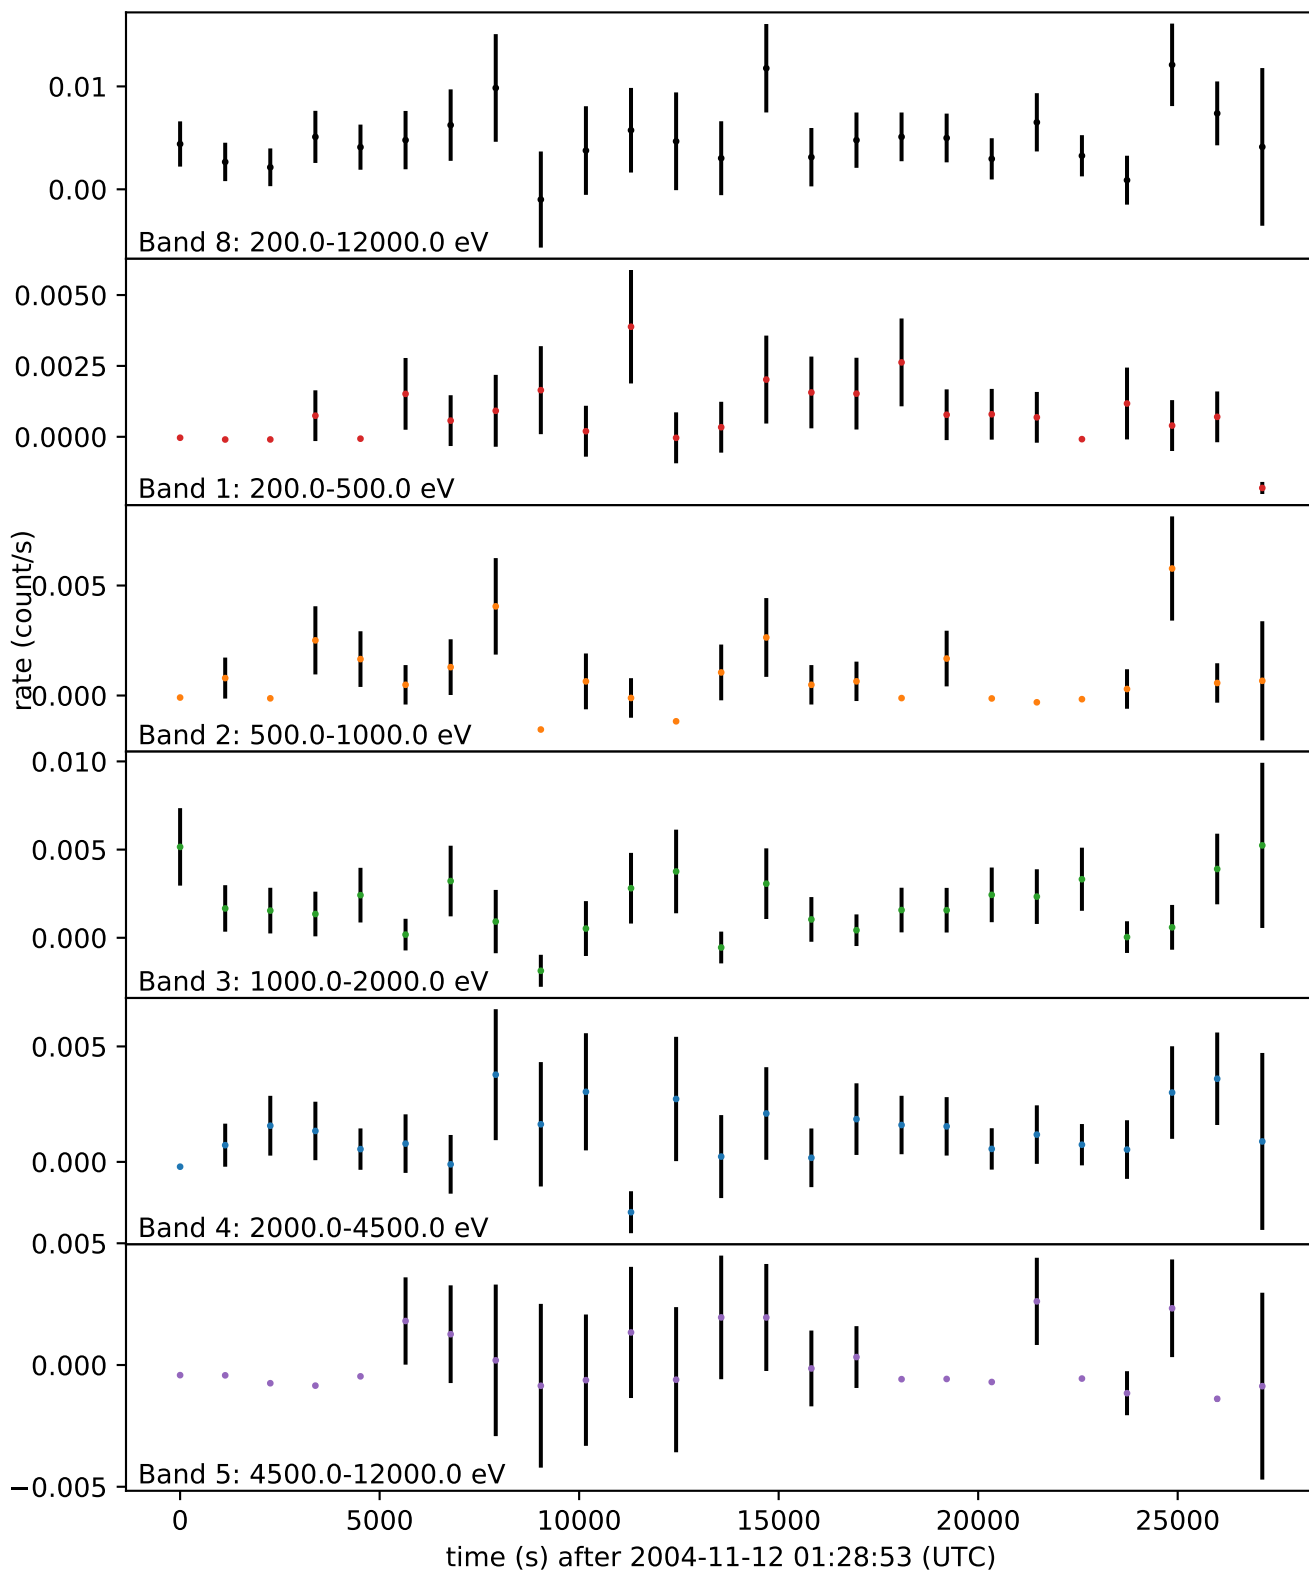 0.01
0.00
Band 8: 200.0-12000.0 eV
0.0050
0.0025
0.0000
Band 1: 200.0-500.0 eV
rate (count/s)
0.005
0.000
Band 2: 500.0-1000.0 eV
0.010
0.005
0.000
Band 3: 1000.0-2000.0 eV
0.005
0.000
Band 4: 2000.0-4500.0 eV
0.005
0.000
−0.005
Band 5: 4500.0-12000.0 eV
0 5000 10000 15000 20000 25000
time (s) after 2004-11-12 01:28:53 (UTC)